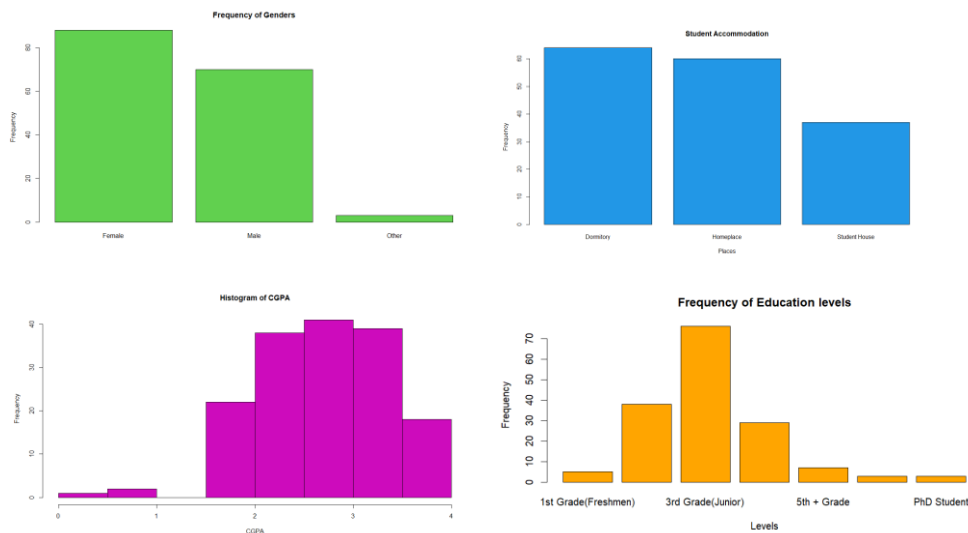 Frequency of Genders
Frequency
0 20 40 60 80
Female Male Other
Student Accommodation
Frequency
0 10 20 30 40 50 60
Dormitory Homeplace Student House
Places
Histogram of CGPA
Frequency
0 10 20 30 40
0 1 2 3 4
CGPA
Frequency of Education levels
Frequency
0 10 20 30 40 50 60 70
1st Grade(Freshmen) 3rd Grade(Junior) 5th + Grade PhD Student
Levels